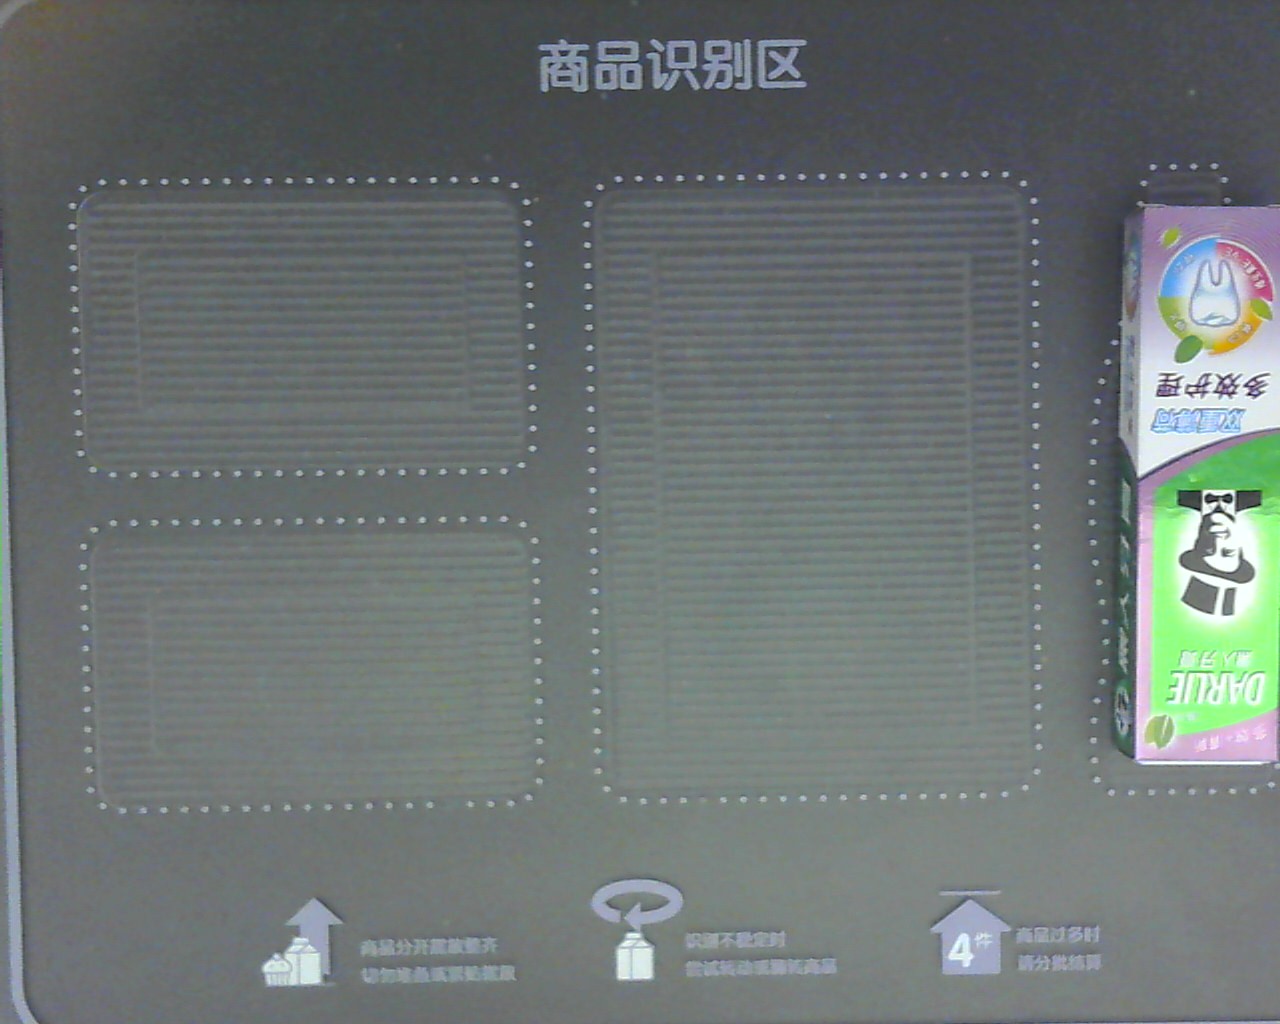 商品识别区
多效护理
双重薄荷
黑人牙膏
DARLIE
商品分开摆放整齐
切勿堆叠或紧贴摆放
识别不稳定时
尝试转动或翻转商品
4件
商品过多时
请分批结算